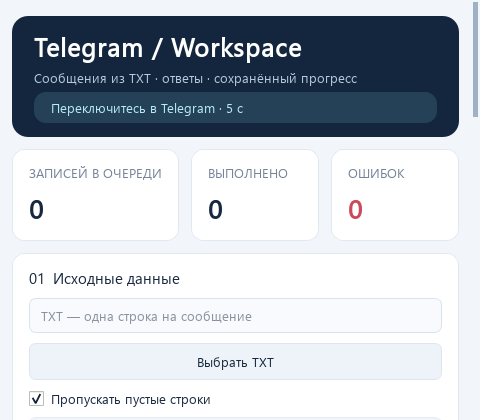 Telegram / Workspace
Сообщения из TXT · ответы · сохранённый прогресс
Переключитесь в Telegram · 5 с
ЗАПИСЕЙ В ОЧЕРЕДИ
ВЫПОЛНЕНО
ОШИБОК
0
0
0
01 Исходные данные
TXT — одна строка на сообщение
Выбрать TXT
Пропускать пустые строки